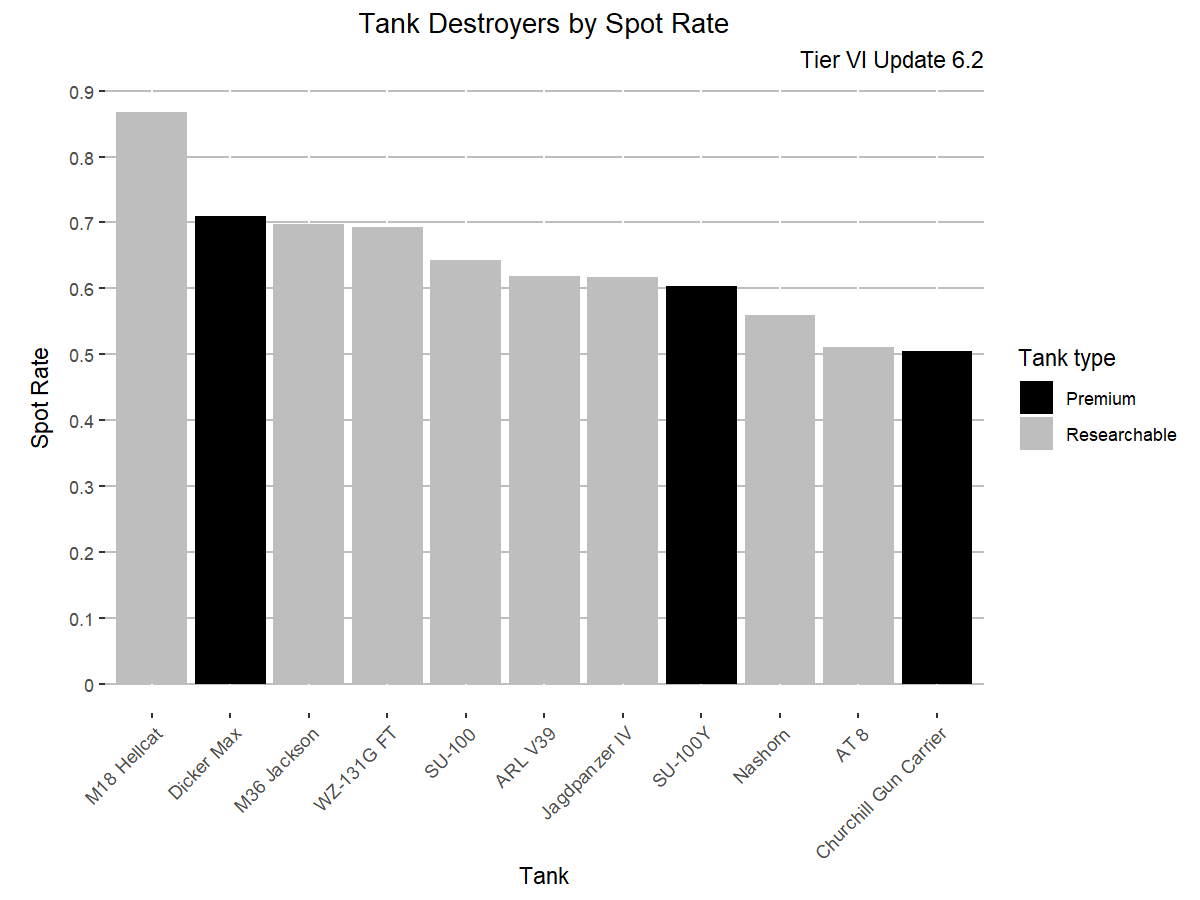 Tank Destroyers by Spot Rate
Tier VI Update 6.2
0.9
0.8
0.7
0.6
0.5
0.4
0.3
0.2
0.1
0
Spot Rate
M18 Hellcat
Dicker Max
M36 Jackson
WZ-131G FT
SU-100
ARL V39
Jagdpanzer IV
SU-100Y
Nashorn
AT 8
Churchill Gun Carrier
Tank
Tank type
Premium
Researchable